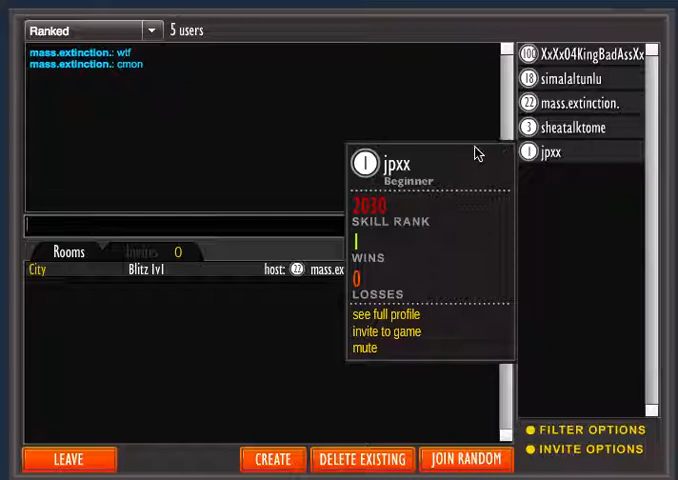 Ranked
5 users
mass.extinction.: wtf
mass.extinction.: cmon
100 XxXx04KingBadAssXx
18 simalaltunlu
22 mass.extinction.
3 sheatalktome
1 jpxx
1 jpxx
Beginner
2030
SKILL RANK
1
WINS
0
LOSSES
see full profile
invite to game
mute
Rooms
Invites 0
City Blitz 1v1 host: 22 mass.ex
FILTER OPTIONS
INVITE OPTIONS
LEAVE
CREATE
DELETE EXISTING
JOIN RANDOM